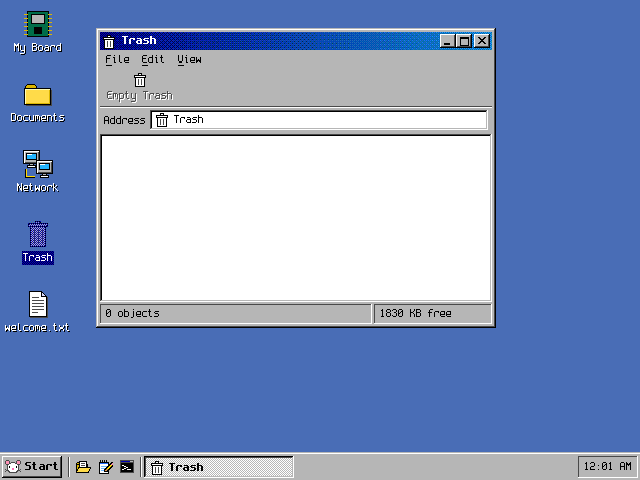 My Board
Documents
Network
Trash
welcome.txt
Trash
File Edit View
Empty Trash
Address Trash
0 objects
1830 KB free
Start
Trash
12:01 AM